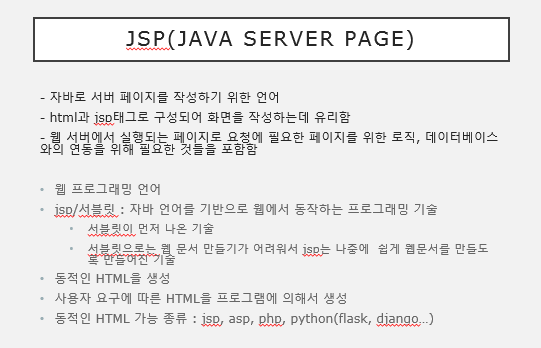 JSP(JAVA SERVER PAGE)
- 자바로 서버 페이지를 작성하기 위한 언어
- html과 jsp태그로 구성되어 화면을 작성하는데 유리함
- 웹 서버에서 실행되는 페이지로 요청에 필요한 페이지를 위한 로직, 데이터베이스
와의 연동을 위해 필요한 것들을 포함함
• 웹 프로그래밍 언어
• jsp/서블릿 : 자바 언어를 기반으로 웹에서 동작하는 프로그래밍 기술
• 서블릿이 먼저 나온 기술
• 서블릿으로는 웹 문서 만들기가 어려워서 jsp는 나중에 쉽게 웹문서를 만들도
록 만들어진 기술
• 동적인 HTML을 생성
• 사용자 요구에 따른 HTML을 프로그램에 의해서 생성
• 동적인 HTML 가능 종류 : jsp, asp, php, python(flask, django…)